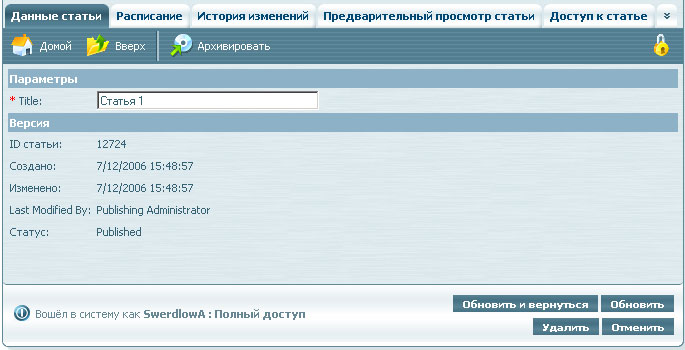 Данные статьи Расписание История изменений Предварительный просмотр статьи Доступ к статье
Домой Вверх Архивировать
Параметры
* Title: Статья 1
Версия
ID статьи: 12724
Создано: 7/12/2006 15:48:57
Изменено: 7/12/2006 15:48:57
Last Modified By: Publishing Administrator
Статус: Published
Обновить и вернуться Обновить
Вошёл в систему как SwerdlowA : Полный доступ
Удалить Отменить